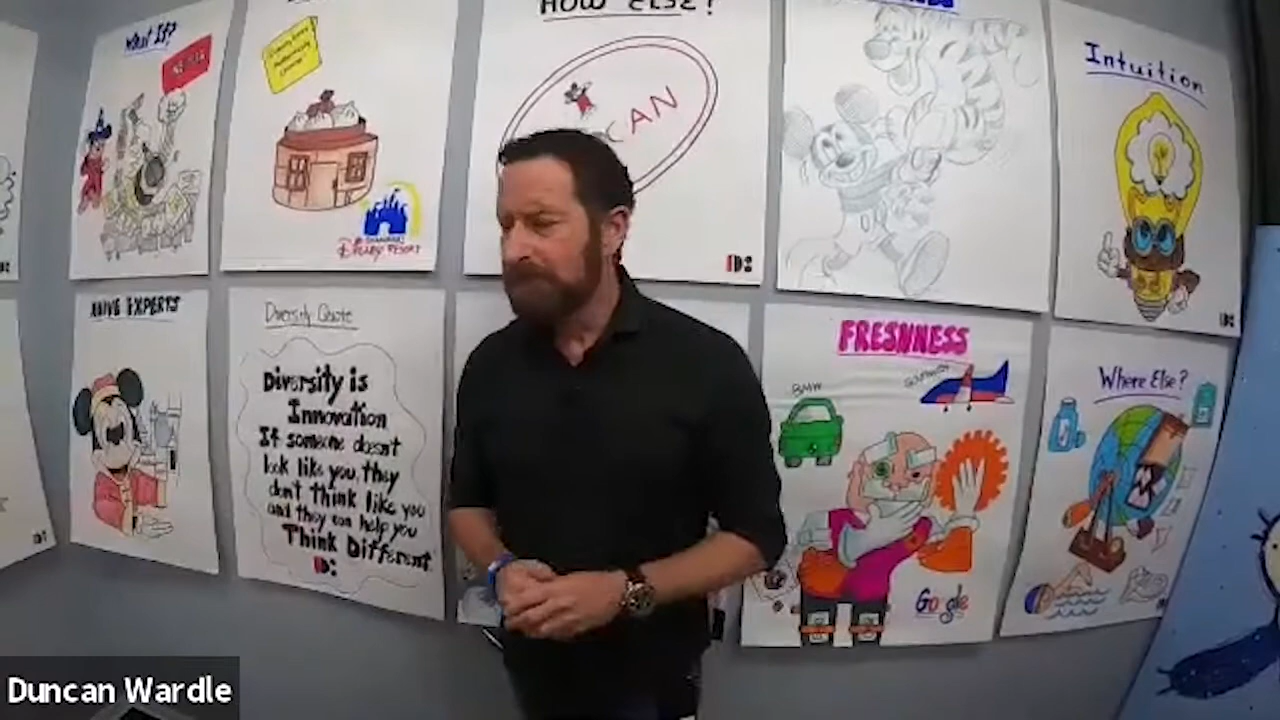 What If?
HOW ELSE?
Intuition
CAN
Disney RESORT
ID:
NAIVE EXPERTS
Diversity Quote
Diversity is
Innovation
If someone doesn't
look like you, they
don't think like you
and they can help you
Think Different
FRESHNESS
BMW
Google
Where Else?
Duncan Wardle